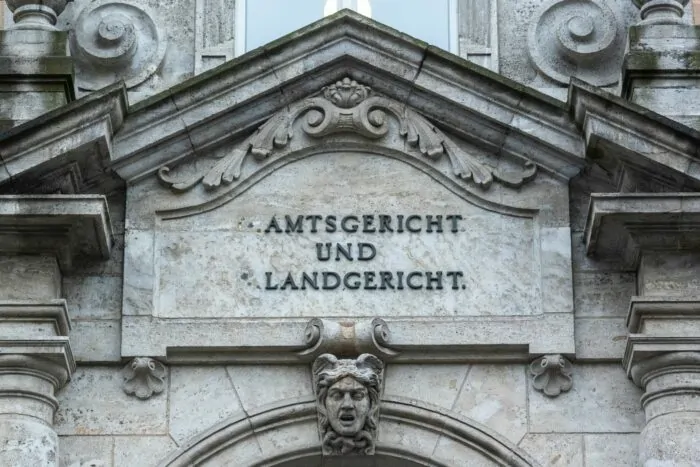 .AMTSGERICHT.
UND
.LANDGERICHT.